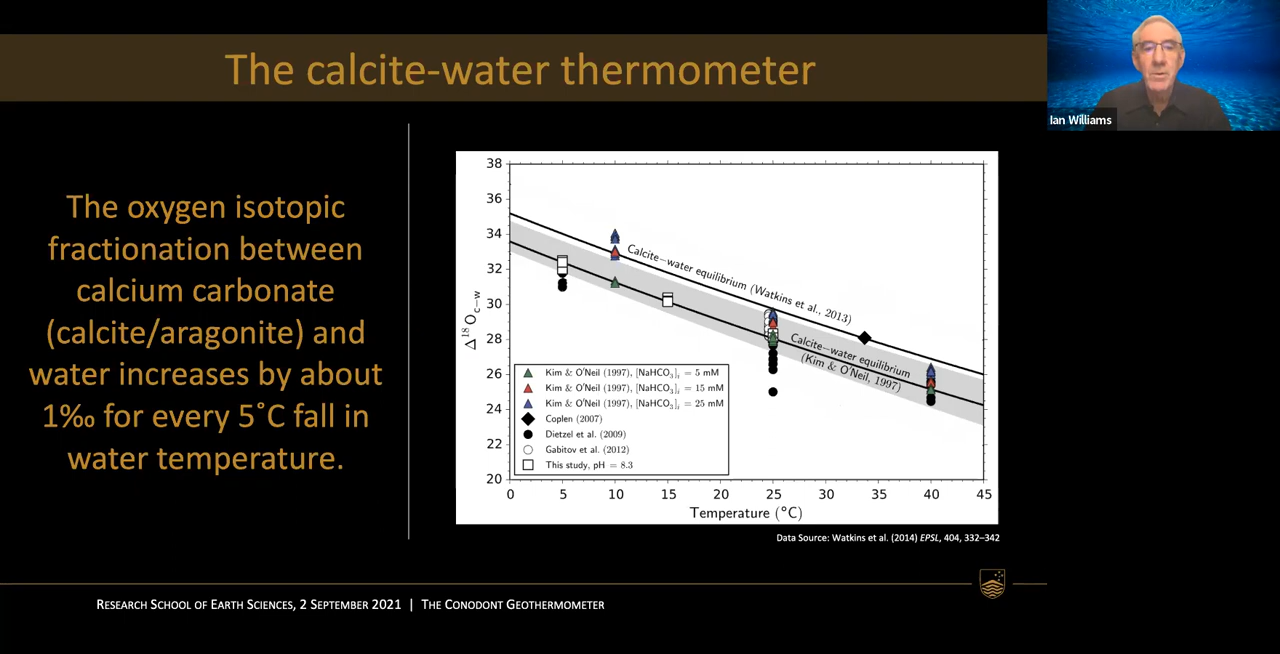 The calcite-water thermometer
Ian Williams
The oxygen isotopic
fractionation between
calcium carbonate
(calcite/aragonite) and
water increases by about
1‰ for every 5˚C fall in
water temperature.
38
36
34
32
30
28
26
24
22
20
Δ¹⁸O c−w
Calcite−water equilibrium (Watkins et al., 2013)
Calcite−water equilibrium
(Kim & O'Neil, 1997)
Kim & O'Neil (1997), [NaHCO₃]ᵢ = 5 mM
Kim & O'Neil (1997), [NaHCO₃]ᵢ = 15 mM
Kim & O'Neil (1997), [NaHCO₃]ᵢ = 25 mM
Coplen (2007)
Dietzel et al. (2009)
Gabitov et al. (2012)
This study, pH = 8.3
0 5 10 15 20 25 30 35 40 45
Temperature (°C)
Data Source: Watkins et al. (2014) EPSL, 404, 332–342
RESEARCH SCHOOL OF EARTH SCIENCES, 2 SEPTEMBER 2021 | THE CONODONT GEOTHERMOMETER